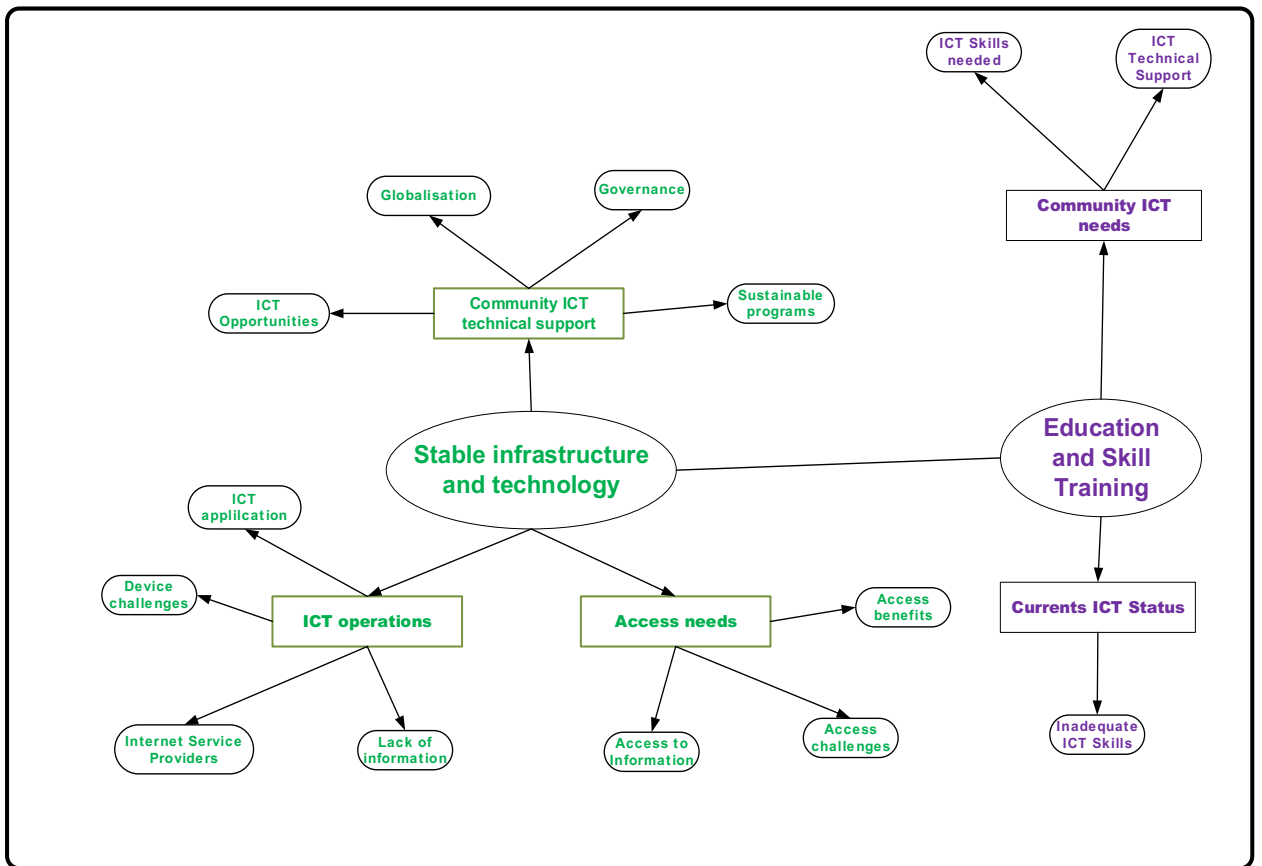 ICT Skills
needed
ICT
Technical
Support
Globalisation
Governance
Community ICT
needs
ICT
Opportunities
Community ICT
technical support
Sustainable
programs
Stable infrastructure
and technology
Education
and Skill
Training
ICT
applilcation
Device
challenges
ICT operations
Access needs
Access
benefits
Currents ICT Status
Internet Service
Providers
Lack of
information
Access to
Information
Access
challenges
Inadequate
ICT Skills